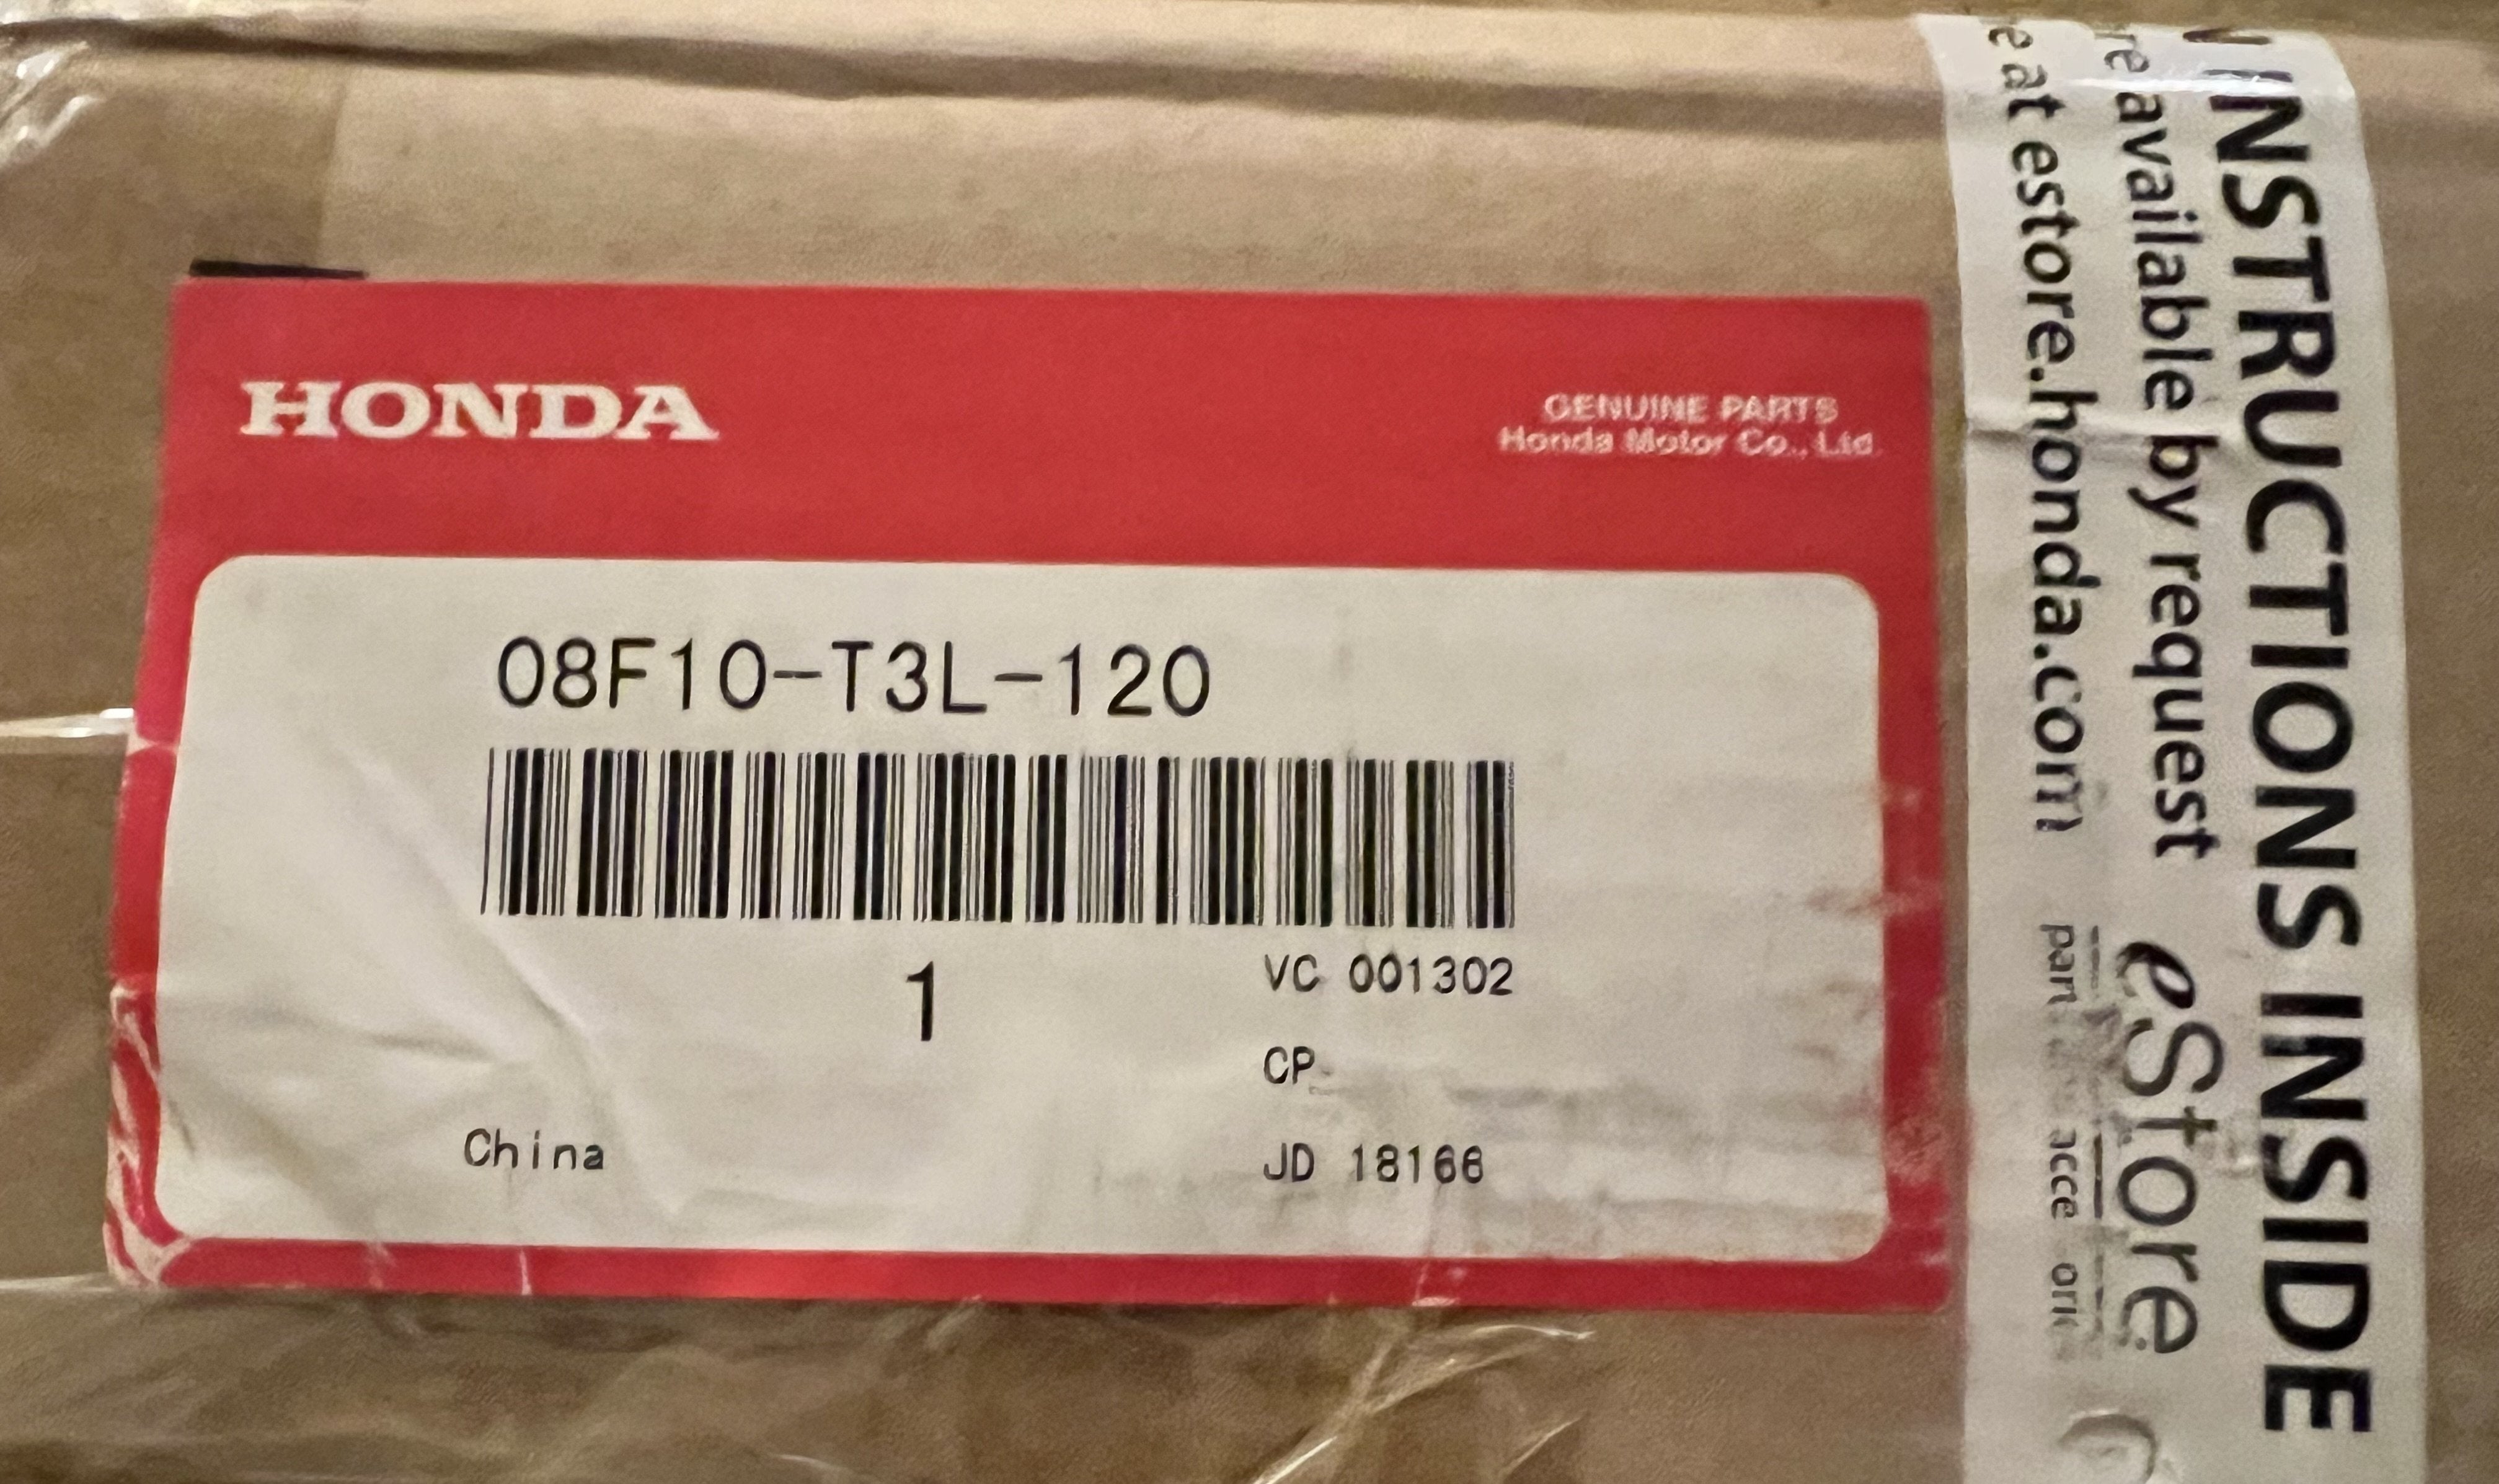 HONDA
GENUINE PARTS
Honda Motor Co., Ltd.
08F10-T3L-120
1
VC 001302
CP
China
JD 18166
INSTRUCTIONS INSIDE
available by request
at estore.honda.com
eStore